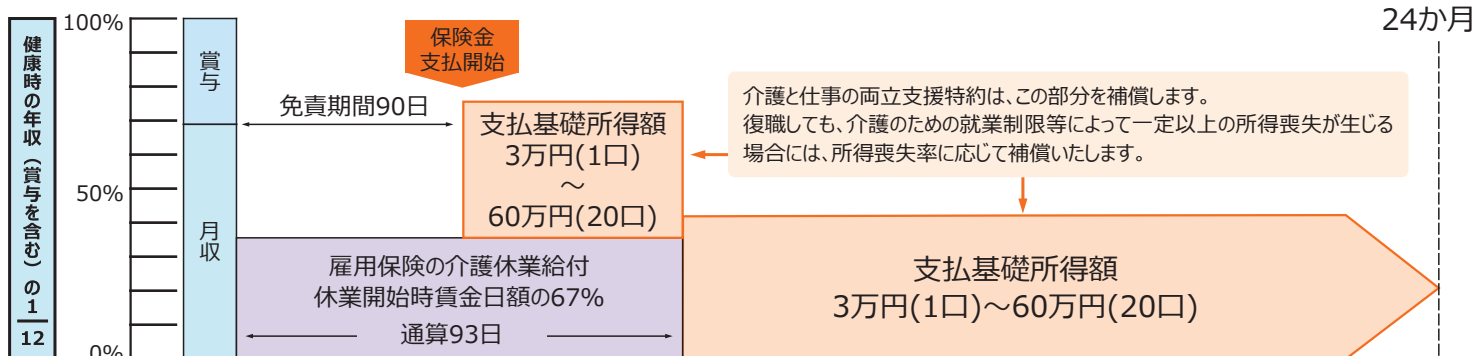 健康時の年収（賞与を含む）の1/12
100%
50%
0%
賞与
月収
免責期間90日
保険金
支払開始
24か月
支払基礎所得額
3万円(1口)
～
60万円(20口)
介護と仕事の両立支援特約は、この部分を補償します。
復職しても、介護のための就業制限等によって一定以上の所得喪失が生じる
場合には、所得喪失率に応じて補償いたします。
雇用保険の介護休業給付
休業開始時賃金日額の67%
通算93日
支払基礎所得額
3万円(1口)～60万円(20口)